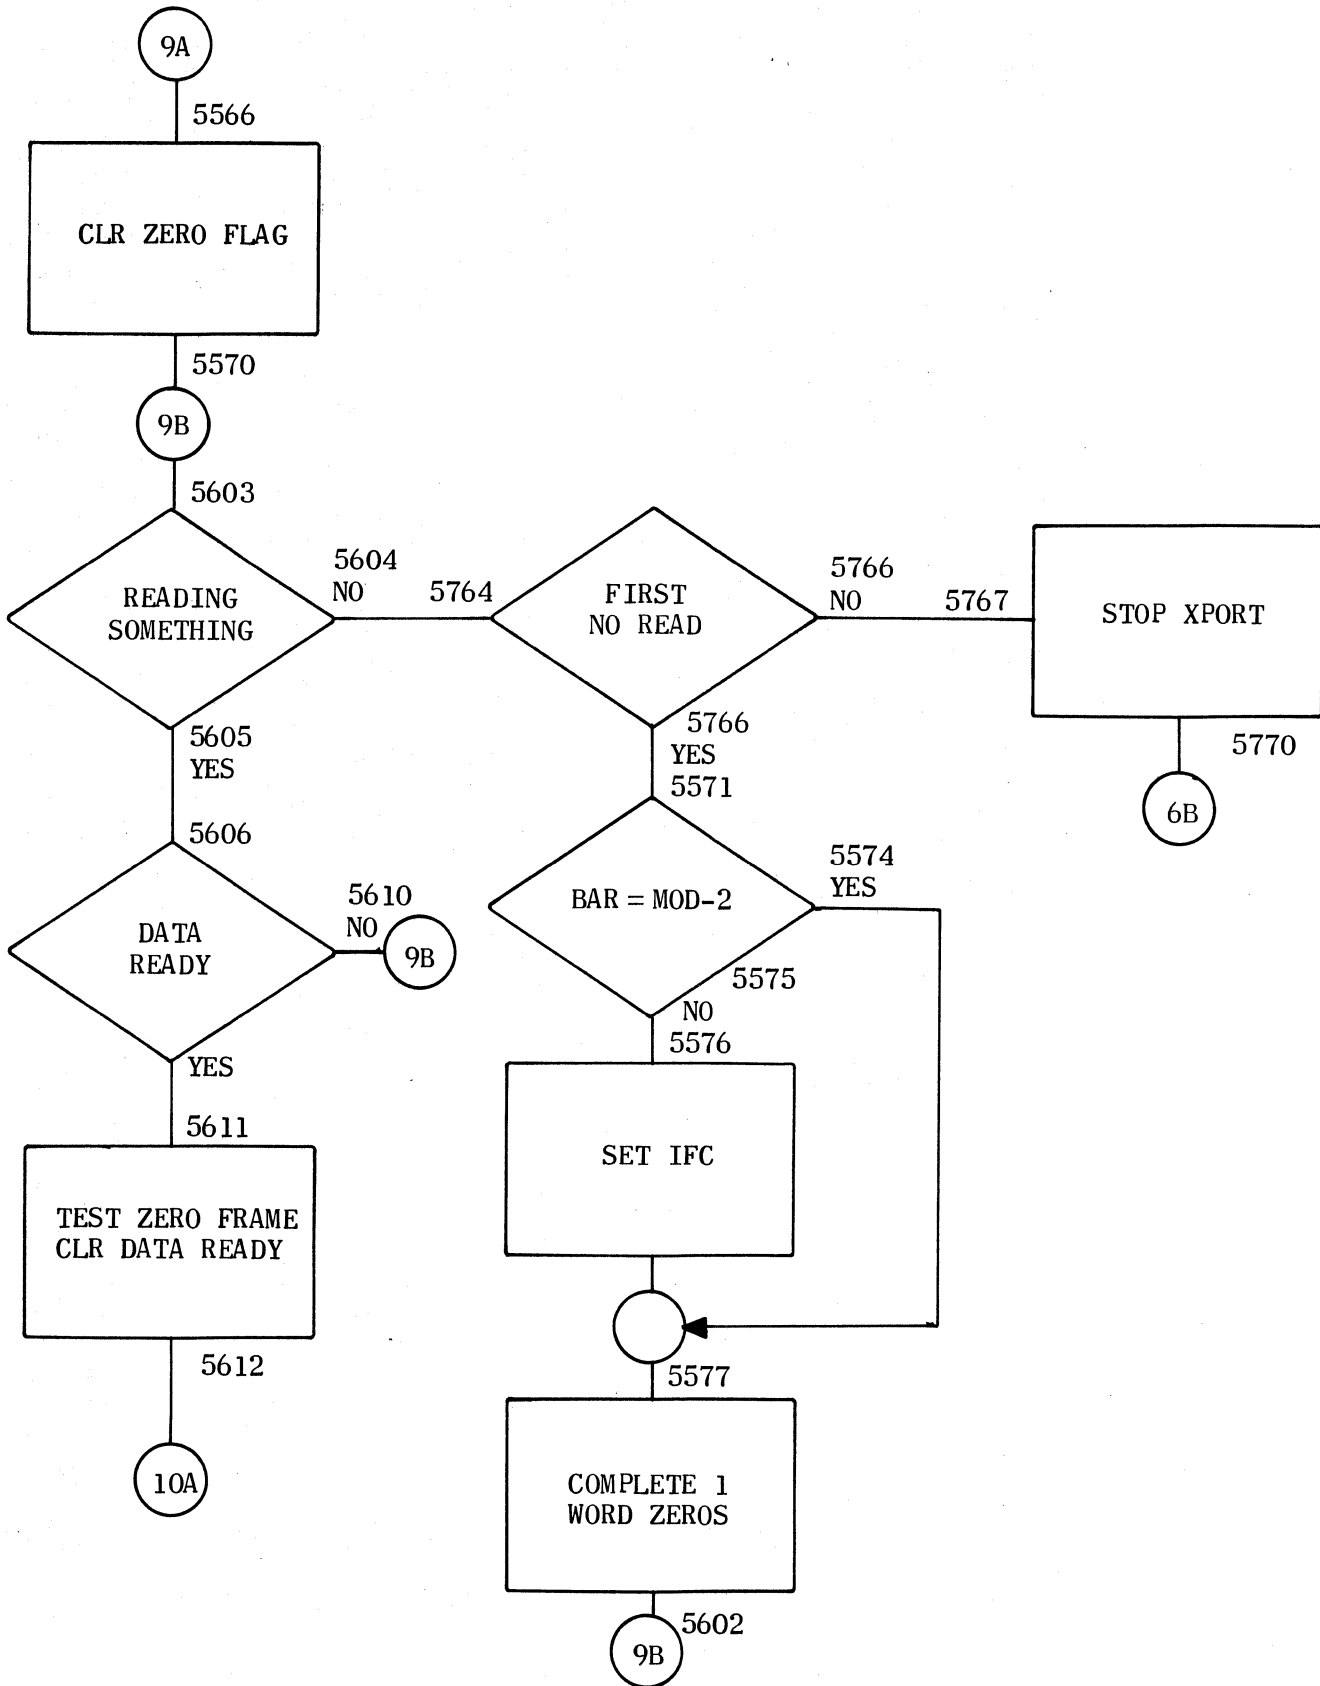 9A
5566
CLR ZERO FLAG
5570
9B
5603
READING
SOMETHING
5604
NO
5764
FIRST
NO READ
5766
NO
5767
STOP XPORT
5770
6B
5605
YES
5606
DATA
READY
5610
NO
9B
YES
5611
TEST ZERO FRAME
CLR DATA READY
5612
10A
5766
YES
5571
BAR = MOD-2
5574
YES
5575
NO
5576
SET IFC
5577
COMPLETE 1
WORD ZEROS
5602
9B